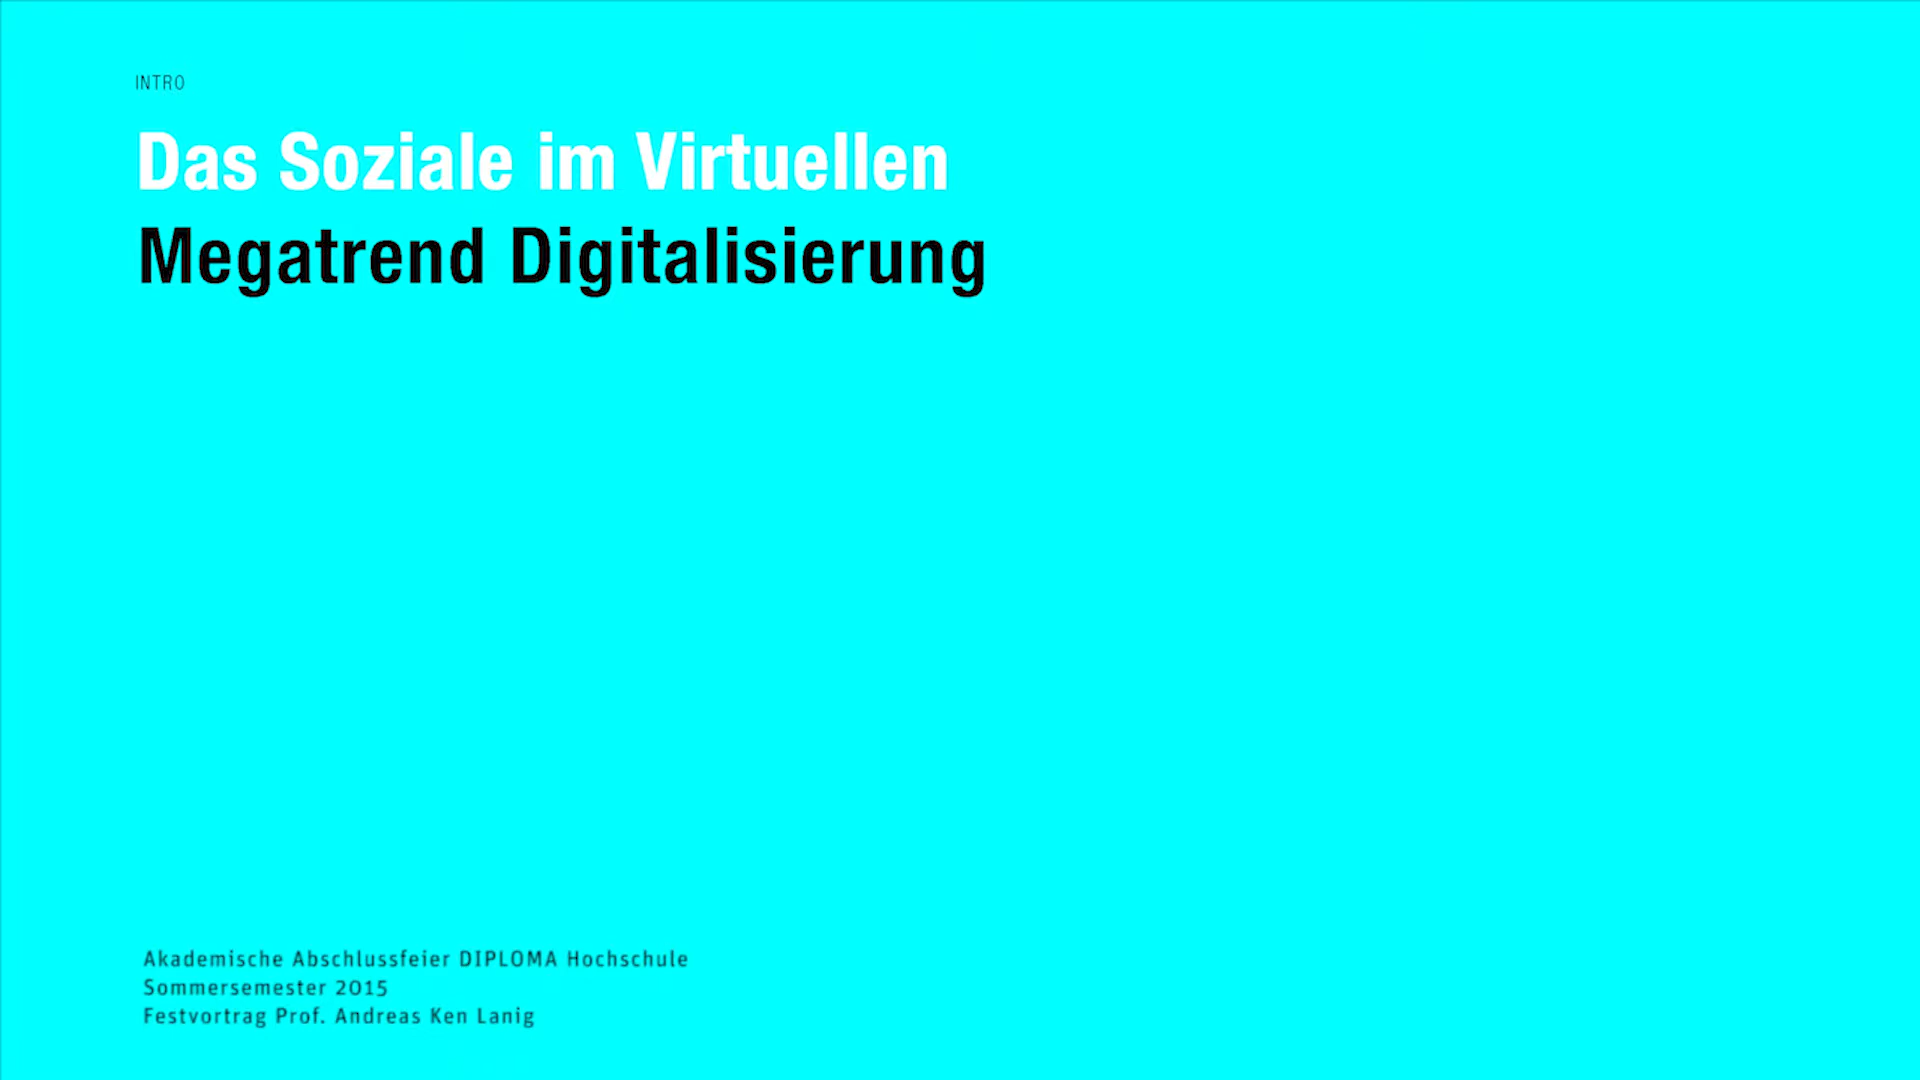 INTRO
Das Soziale im Virtuellen
Megatrend Digitalisierung
Akademische Abschlussfeier DIPLOMA Hochschule
Sommersemester 2015
Festvortrag Prof. Andreas Ken Lanig